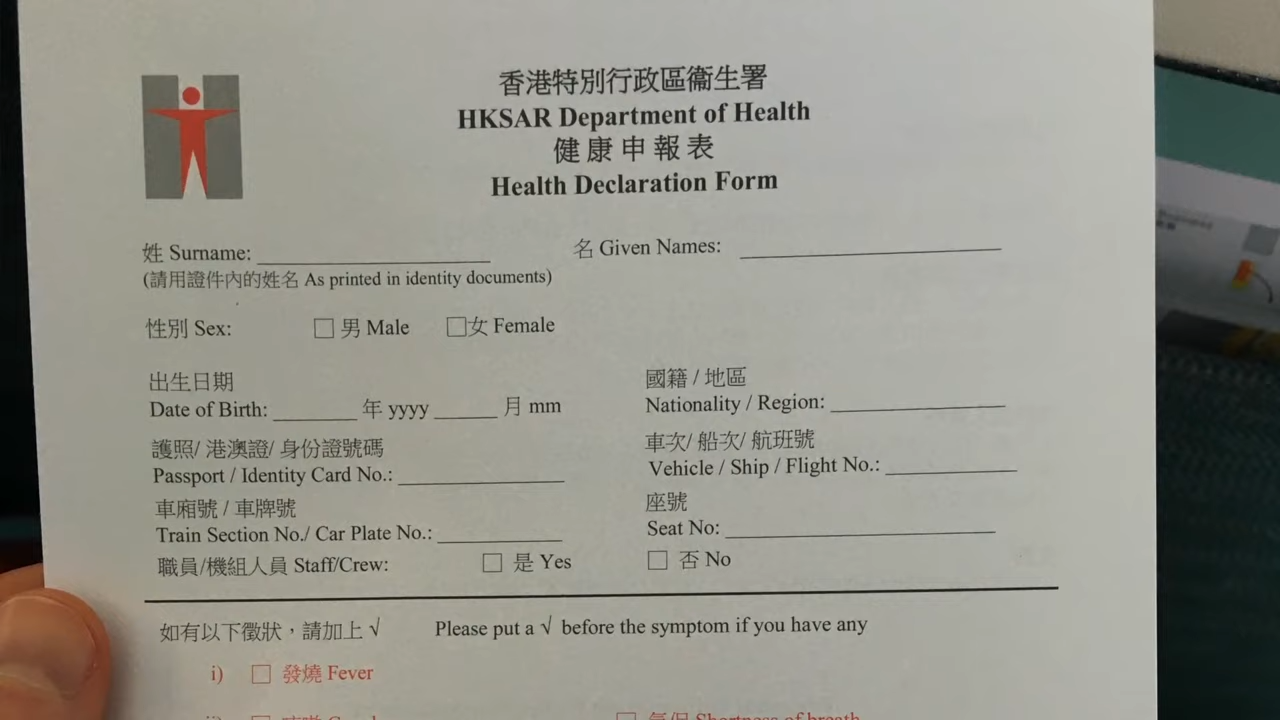 香港特別行政區衞生署
HKSAR Department of Health
健康申報表
Health Declaration Form
姓 Surname: 名 Given Names:
(請用證件內的姓名 As printed in identity documents)
性別 Sex: □ 男 Male □女 Female
出生日期 國籍 / 地區
Date of Birth: 年 yyyy 月 mm Nationality / Region:
護照/ 港澳證/ 身份證號碼 車次/ 船次/ 航班號
Passport / Identity Card No.: Vehicle / Ship / Flight No.:
車廂號 / 車牌號 座號
Train Section No./ Car Plate No.: Seat No:
職員/機組人員 Staff/Crew: □ 是 Yes □ 否 No
如有以下徵狀，請加上 √ Please put a √ before the symptom if you have any
i) □ 發燒 Fever
Shortness of breath